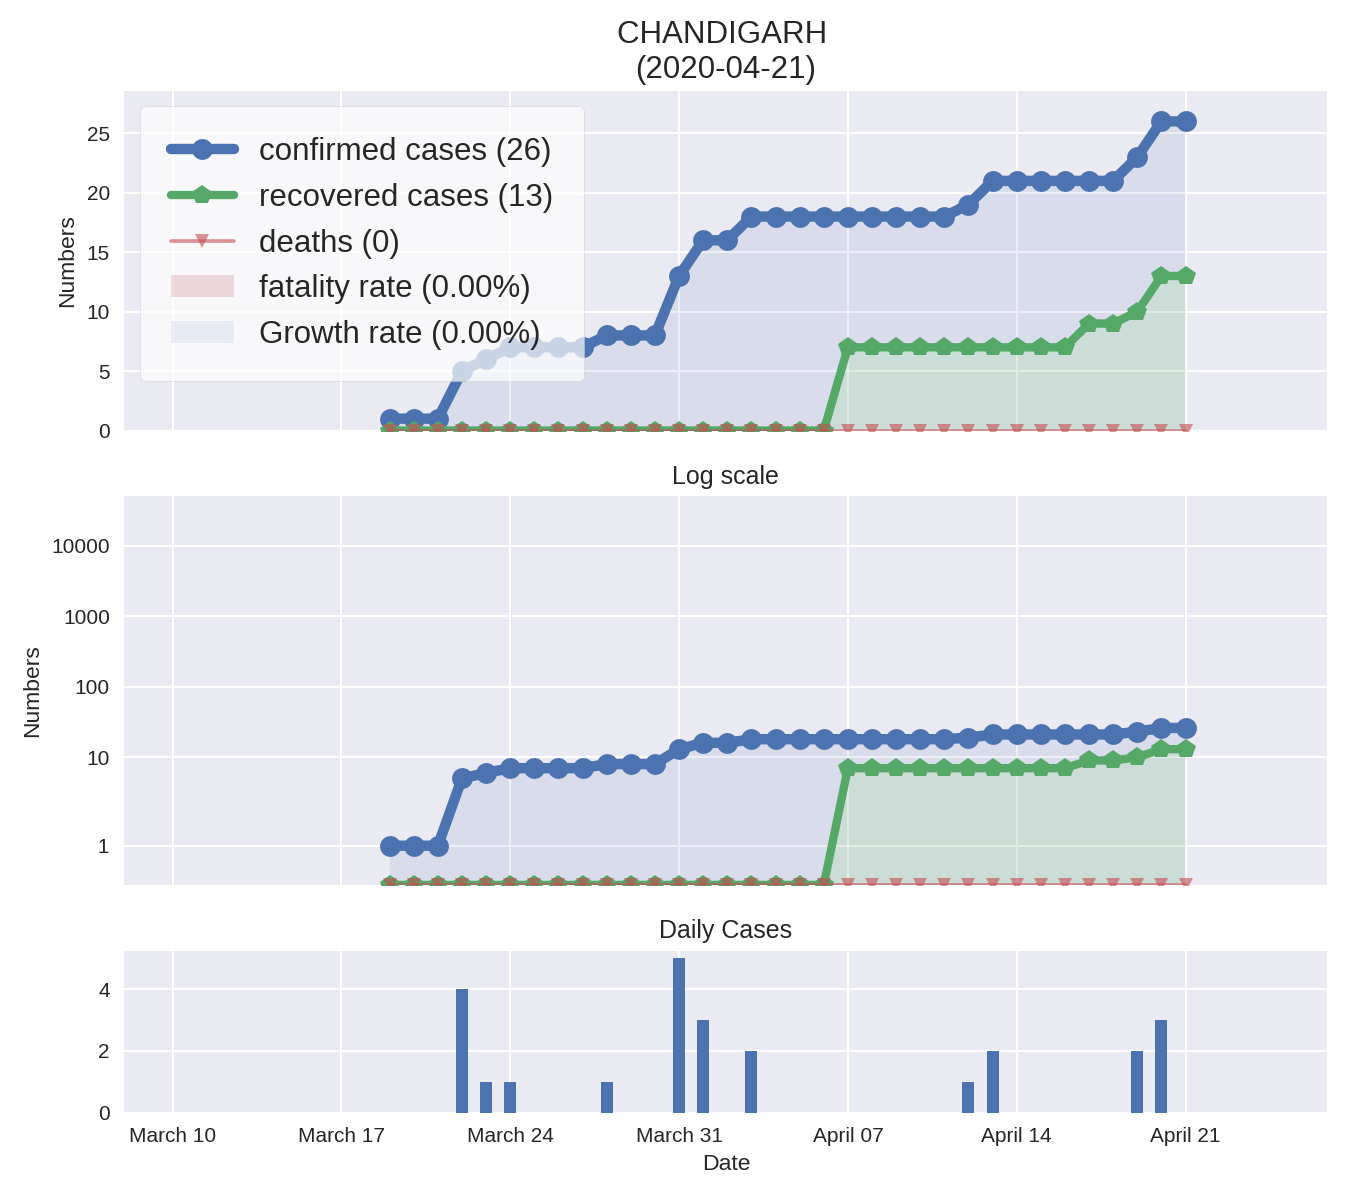 CHANDIGARH
(2020-04-21)
25
20
15
10
5
0
Numbers
confirmed cases (26)
recovered cases (13)
deaths (0)
fatality rate (0.00%)
Growth rate (0.00%)
Log scale
10000
1000
100
10
1
Numbers
Daily Cases
4
2
0
March 10 March 17 March 24 March 31 April 07 April 14 April 21
Date